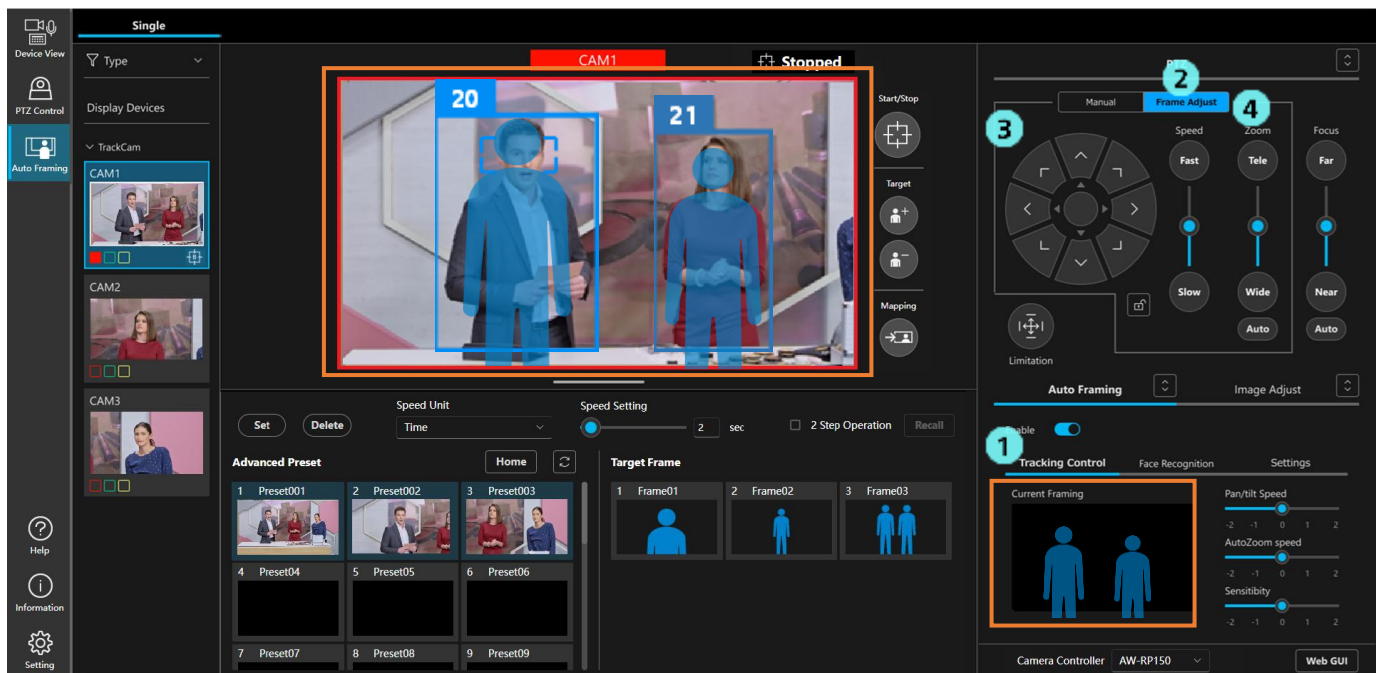 Single
Device View
Type
PTZ Control
Display Devices
Auto Framing
TrackCam
CAM1
CAM2
CAM3
Help
Information
Setting
CAM1
Stopped
20
21
Start/Stop
Target
Mapping
Set
Delete
Speed Unit
Time
Speed Setting
2 sec
2 Step Operation
Recall
Advanced Preset
Home
1 Preset001
2 Preset002
3 Preset003
4 Preset04
5 Preset05
6 Preset06
7 Preset07
8 Preset08
9 Preset09
Target Frame
1 Frame01
2 Frame02
3 Frame03
PTZ
2
Manual
Frame Adjust
3
4
Speed
Zoom
Focus
Fast
Tele
Far
Slow
Wide
Near
Auto
Auto
Limitation
Auto Framing
Image Adjust
Enable
1
Tracking Control
Face Recognition
Settings
Current Framing
Pan/tilt Speed
-2 -1 0 1 2
AutoZoom speed
-2 -1 0 1 2
Sensitibity
-2 -1 0 1 2
Camera Controller
AW-RP150
Web GUI